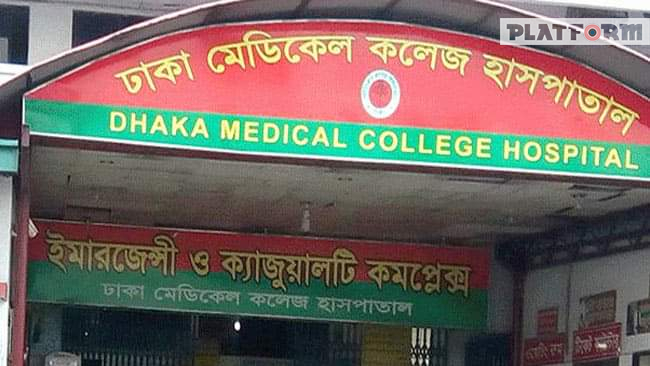 PLATFORM
ঢাকা মেডিকেল কলেজ হাসপাতাল
DHAKA MEDICAL COLLEGE HOSPITAL
ইমারজেন্সী ও ক্যাজুয়ালটি কমপ্লেক্স
ঢাকা মেডিকেল কলেজ হাসপাতাল